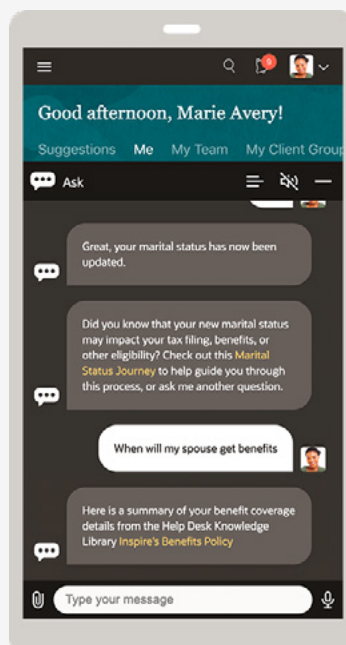 6
Good afternoon, Marie Avery!
Suggestions Me My Team My Client Group
Ask
Great, your marital status has now been
updated.
Did you know that your new marital status
may impact your tax filing, benefits, or
other eligibility? Check out this Marital
Status Journey to help guide you through
this process, or ask me another question.
When will my spouse get benefits
Here is a summary of your benefit coverage
details from the Help Desk Knowledge
Library Inspire's Benefits Policy
Type your message